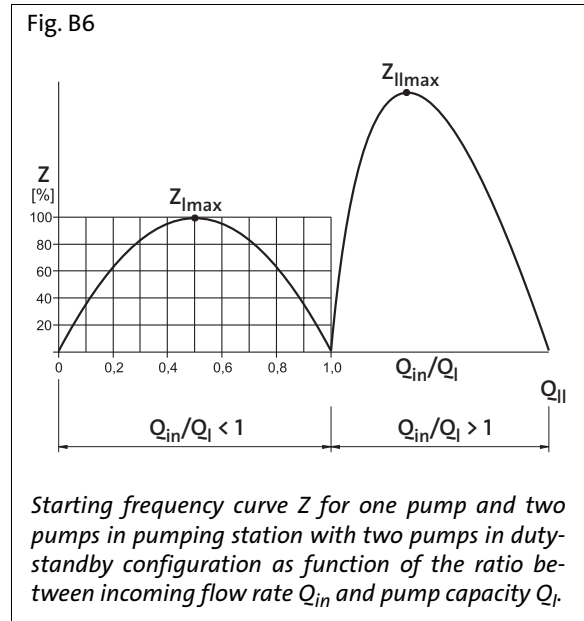 Fig. B6
Z_IImax
Z
[%]
Z_Imax
100
80
60
40
20
0 0,2 0,4 0,6 0,8 1,0 Q_in/Q_I
Q_II
Q_in/Q_I < 1 Q_in/Q_I > 1
Starting frequency curve Z for one pump and two
pumps in pumping station with two pumps in duty-
standby configuration as function of the ratio be-
tween incoming flow rate Q_in and pump capacity Q_I.